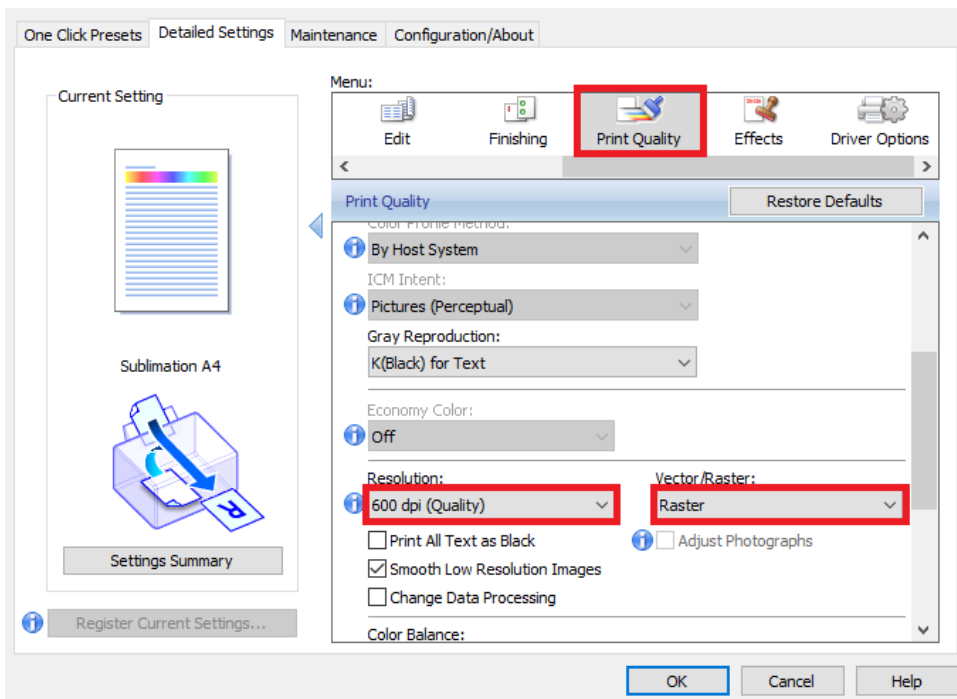 One Click Presets Detailed Settings Maintenance Configuration/About
Menu:
Current Setting
Edit Finishing Print Quality Effects Driver Options
Print Quality Restore Defaults
Color Profile Method:
By Host System
ICM Intent:
Pictures (Perceptual)
Gray Reproduction:
K(Black) for Text
Sublimation A4
Economy Color:
Off
Resolution: Vector/Raster:
600 dpi (Quality) Raster
Print All Text as Black Adjust Photographs
Smooth Low Resolution Images
Change Data Processing
Color Balance:
R
Settings Summary
Register Current Settings...
OK Cancel Help